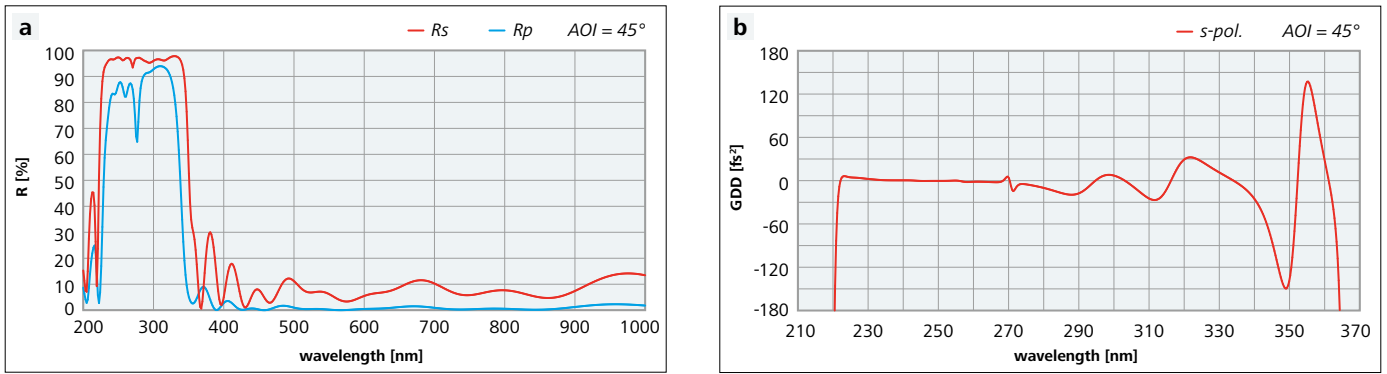 a
Rs Rp AOI = 45°
100
90
80
70
60
50
40
30
20
10
0
R [%]
200 300 400 500 600 700 800 900 1000
wavelength [nm]
b
s-pol. AOI = 45°
180
120
60
0
-60
-120
-180
GDD [fs²]
210 230 250 270 290 310 330 350 370
wavelength [nm]